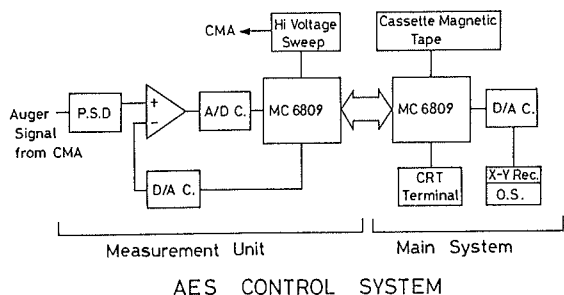 CMA
Hi Voltage
Sweep
Cassette Magnetic
Tape
Auger
Signal
from CMA
P.S.D
+
−
A/D C.
MC 6809
MC 6809
D/A C.
D/A C.
CRT
Terminal
X-Y Rec.
O.S.
Measurement Unit
Main System
AES CONTROL SYSTEM